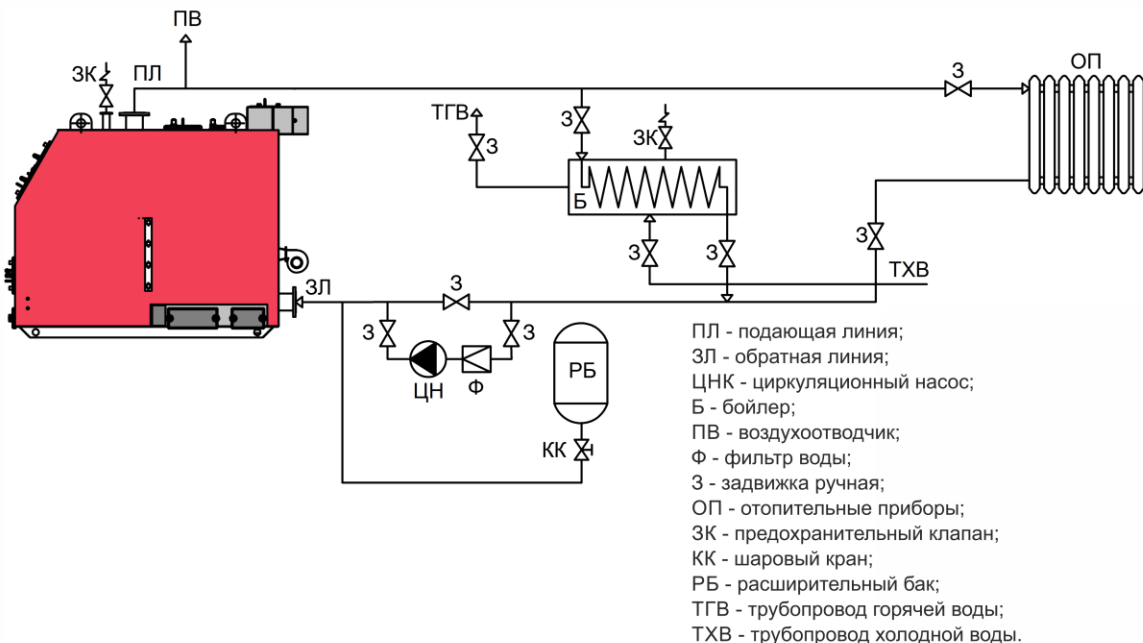 ПВ
ЗК
ПЛ
З
ОП
ТГВ
З
З
ЗК
Б
З
З
З
ТХВ
ЗЛ
З
З
З
ЦН
Ф
РБ
КК
ПЛ - подающая линия;
ЗЛ - обратная линия;
ЦНК - циркуляционный насос;
Б - бойлер;
ПВ - воздухоотводчик;
Ф - фильтр воды;
З - задвижка ручная;
ОП - отопительные приборы;
ЗК - предохранительный клапан;
КК - шаровый кран;
РБ - расширительный бак;
ТГВ - трубопровод горячей воды;
ТХВ - трубопровод холодной воды.